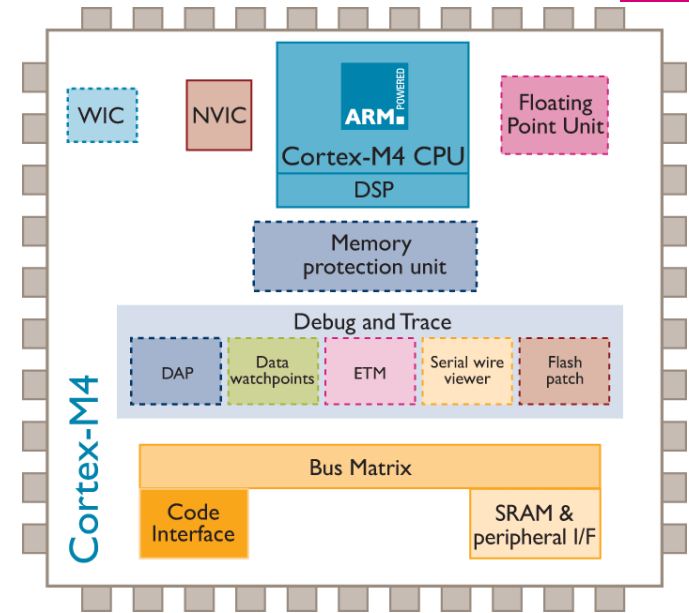 WIC
NVIC
ARM
POWERED
Cortex-M4 CPU
DSP
Floating
Point Unit
Memory
protection unit
Debug and Trace
DAP
Data
watchpoints
ETM
Serial wire
viewer
Flash
patch
Cortex-M4
Bus Matrix
Code
Interface
SRAM &
peripheral I/F